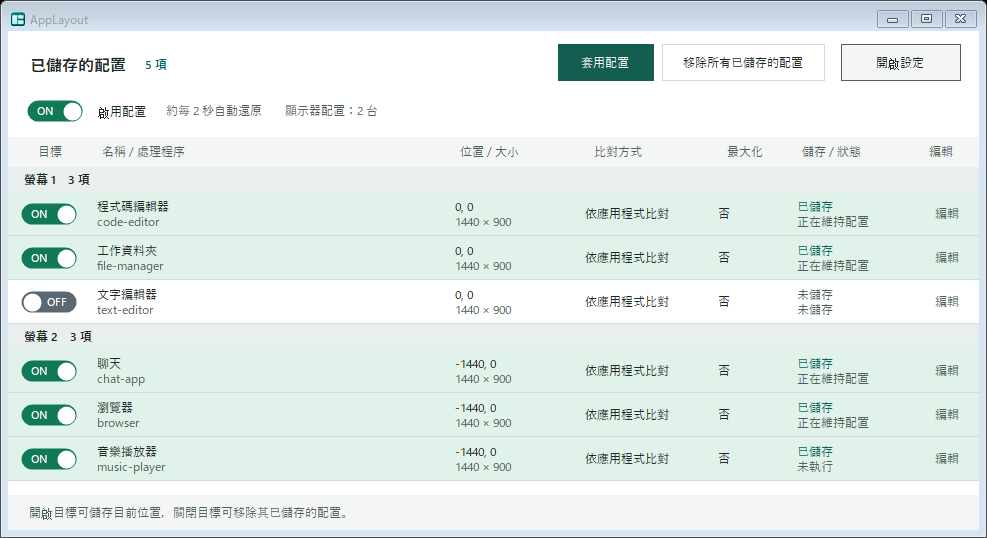 AppLayout
已儲存的配置 5 項 套用配置 移除所有已儲存的配置 開啟設定
ON 啟用配置 約每 2 秒自動還原 顯示器配置：2 台
目標 名稱 / 處理程序 位置 / 大小 比對方式 最大化 儲存 / 狀態 編輯
螢幕 1 3 項
ON 程式碼編輯器 0, 0 依應用程式比對 否 已儲存 編輯
code-editor 1440 × 900 正在維持配置
ON 工作資料夾 0, 0 依應用程式比對 否 已儲存 編輯
file-manager 1440 × 900 正在維持配置
OFF 文字編輯器 0, 0 依應用程式比對 否 未儲存 編輯
text-editor 1440 × 900 未儲存
螢幕 2 3 項
ON 聊天 -1440, 0 依應用程式比對 否 已儲存 編輯
chat-app 1440 × 900 正在維持配置
ON 瀏覽器 -1440, 0 依應用程式比對 否 已儲存 編輯
browser 1440 × 900 正在維持配置
ON 音樂播放器 -1440, 0 依應用程式比對 否 已儲存 編輯
music-player 1440 × 900 未執行
開啟目標可儲存目前位置，關閉目標可移除其已儲存的配置。